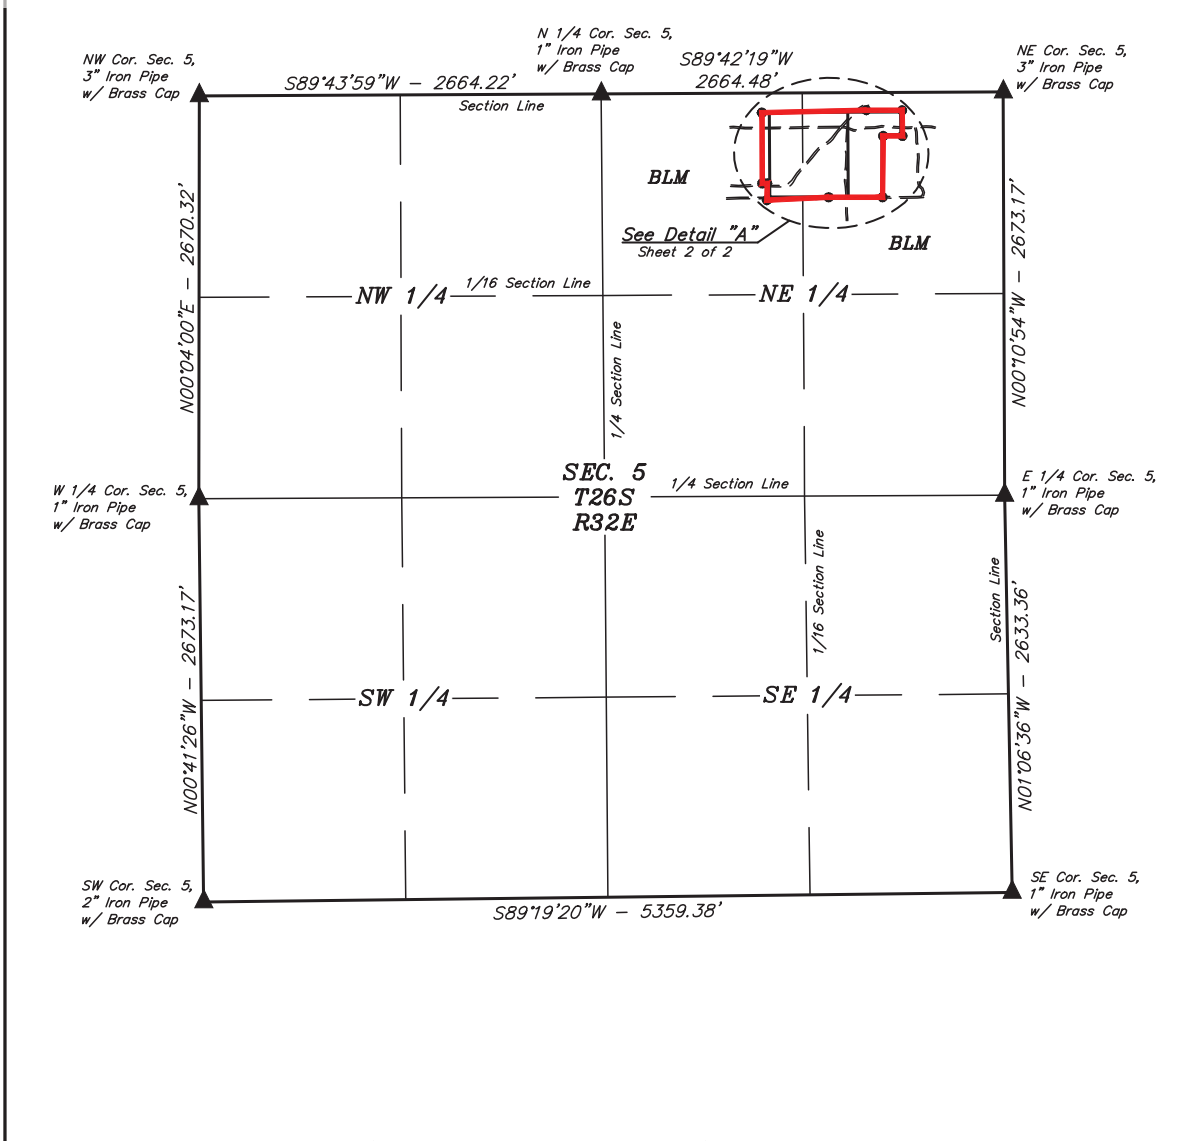 N 1/4 Cor. Sec. 5,
1" Iron Pipe
w/ Brass Cap
NW Cor. Sec. 5,
3" Iron Pipe
w/ Brass Cap
S89°43'59"W - 2664.22'
Section Line
S89°42'19"W
2664.48'
NE Cor. Sec. 5,
3" Iron Pipe
w/ Brass Cap
BLM
See Detail "A"
Sheet 2 of 2
BLM
N00°04'00"E - 2670.32'
N00°10'54"W - 2673.17'
1/16 Section Line
NW 1/4
NE 1/4
1/4 Section Line
SEC. 5
T26S
R32E
1/4 Section Line
W 1/4 Cor. Sec. 5,
1" Iron Pipe
w/ Brass Cap
E 1/4 Cor. Sec. 5,
1" Iron Pipe
w/ Brass Cap
1/16 Section Line
Section Line
N00°41'26"W - 2673.17'
N01°06'36"W - 2633.36'
SW 1/4
SE 1/4
SW Cor. Sec. 5,
2" Iron Pipe
w/ Brass Cap
S89°19'20"W - 5359.38'
SE Cor. Sec. 5,
1" Iron Pipe
w/ Brass Cap